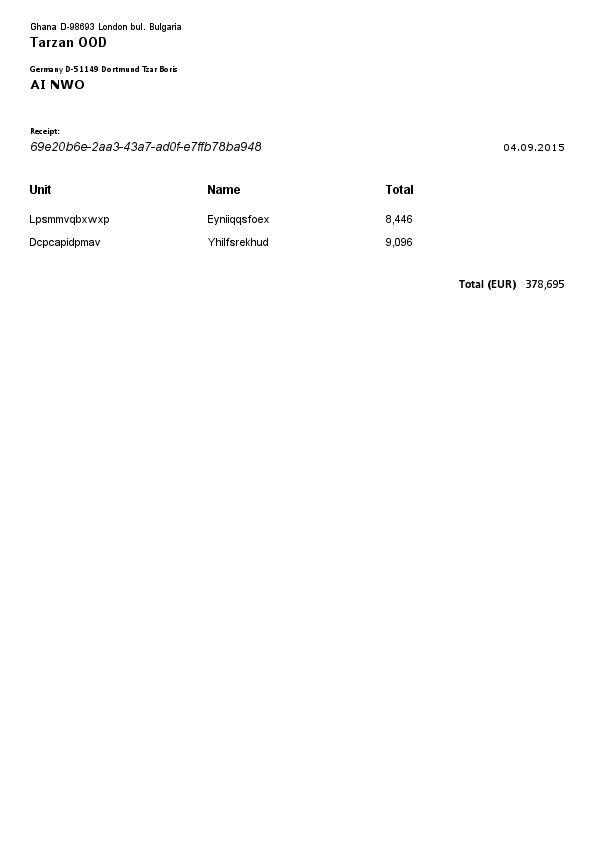 Ghana D-98693 London bul. Bulgaria
Tarzan OOD
Germany D-51149 Dortmund Tzar Boris
AI NWO
Receipt:
69e20b6e-2aa3-43a7-ad0f-e7ffb78ba948 04.09.2015
Unit Name Total
Lpsmmvqbxwxp Eyniiqqsfoex 8,446
Dcpcapidpmav Yhilfsrekhud 9,096
Total (EUR) 378,695